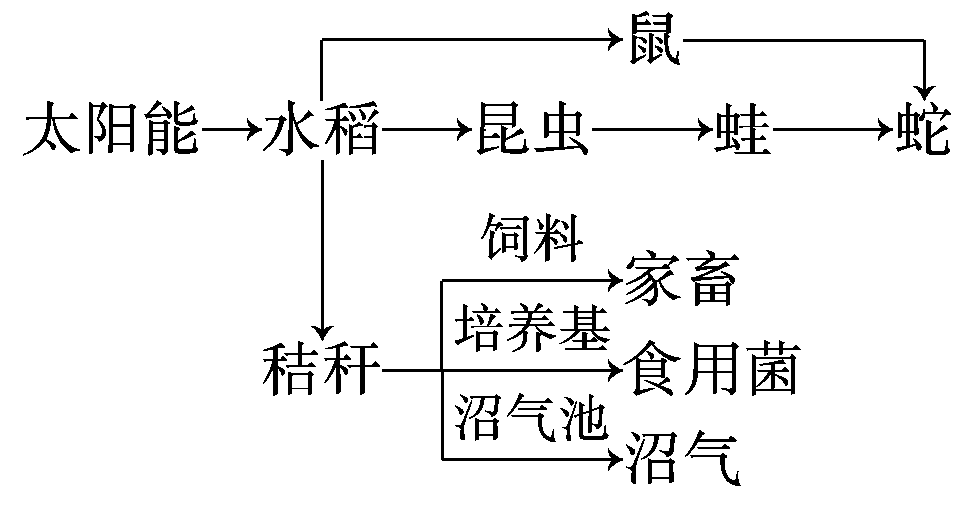 鼠
太阳能 水稻 昆虫 蛙 蛇
饲料
家畜
培养基
秸秆 食用菌
沼气池
沼气